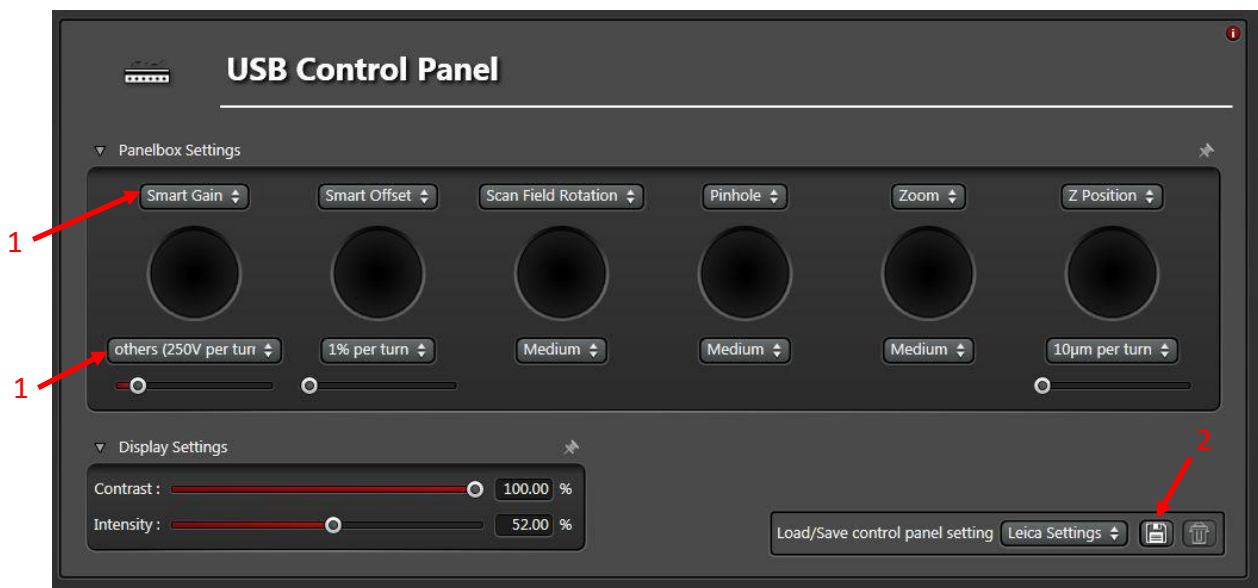 USB Control Panel
i
Panelbox Settings
Smart Gain
Smart Offset
Scan Field Rotation
Pinhole
Zoom
Z Position
1
others (250V per turn
1% per turn
Medium
Medium
Medium
10µm per turn
1
Display Settings
2
Contrast :
100.00 %
Intensity :
52.00 %
Load/Save control panel setting
Leica Settings